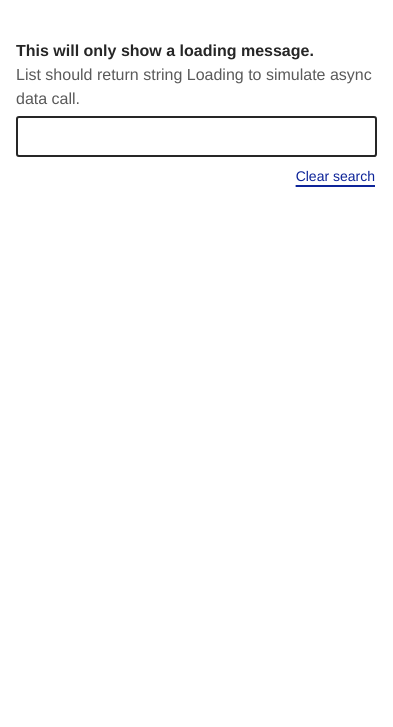 This will only show a loading message.
List should return string Loading to simulate async
data call.
Clear search